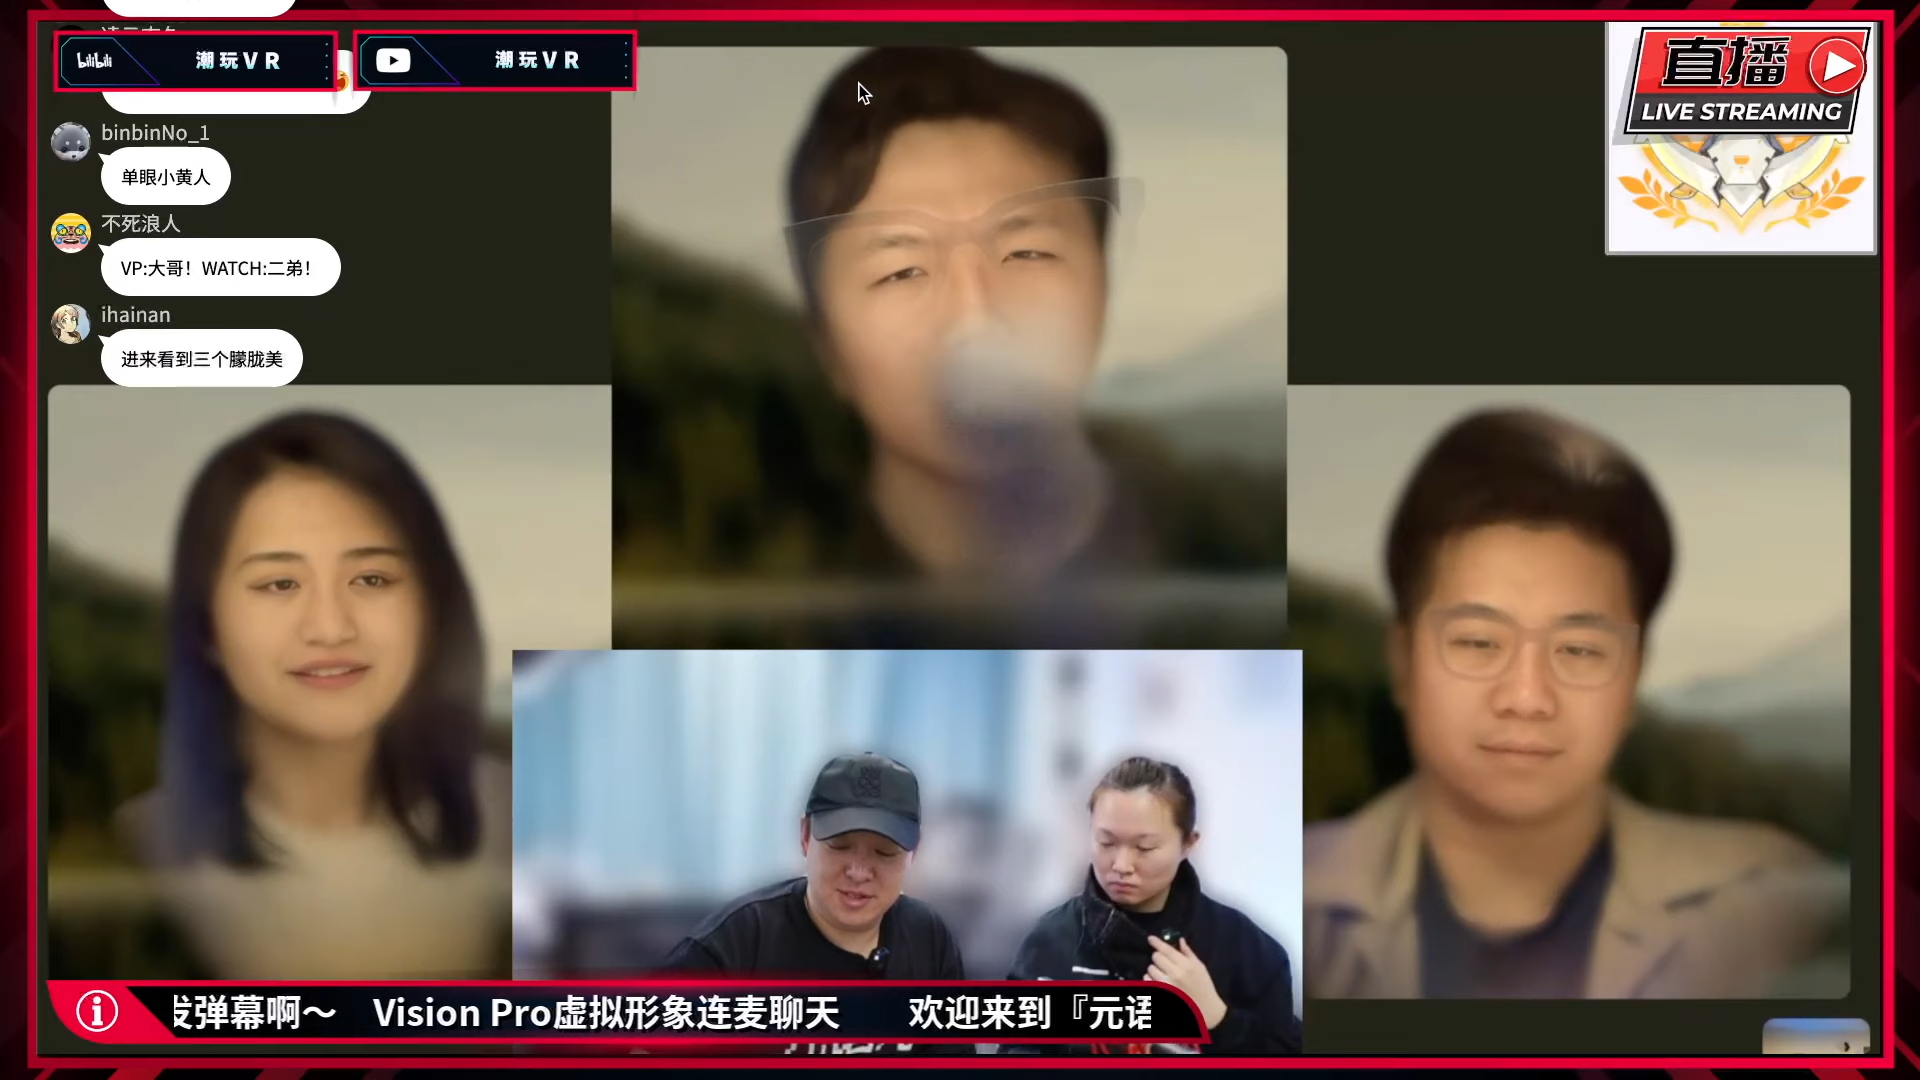 bilibili
潮玩VR
潮玩VR
直播
LIVE STREAMING
binbinNo_1
单眼小黄人
不死浪人
VP:大哥！WATCH:二弟！
ihainan
进来看到三个朦胧美
发弹幕啊～ Vision Pro虚拟形象连麦聊天 欢迎来到『元语